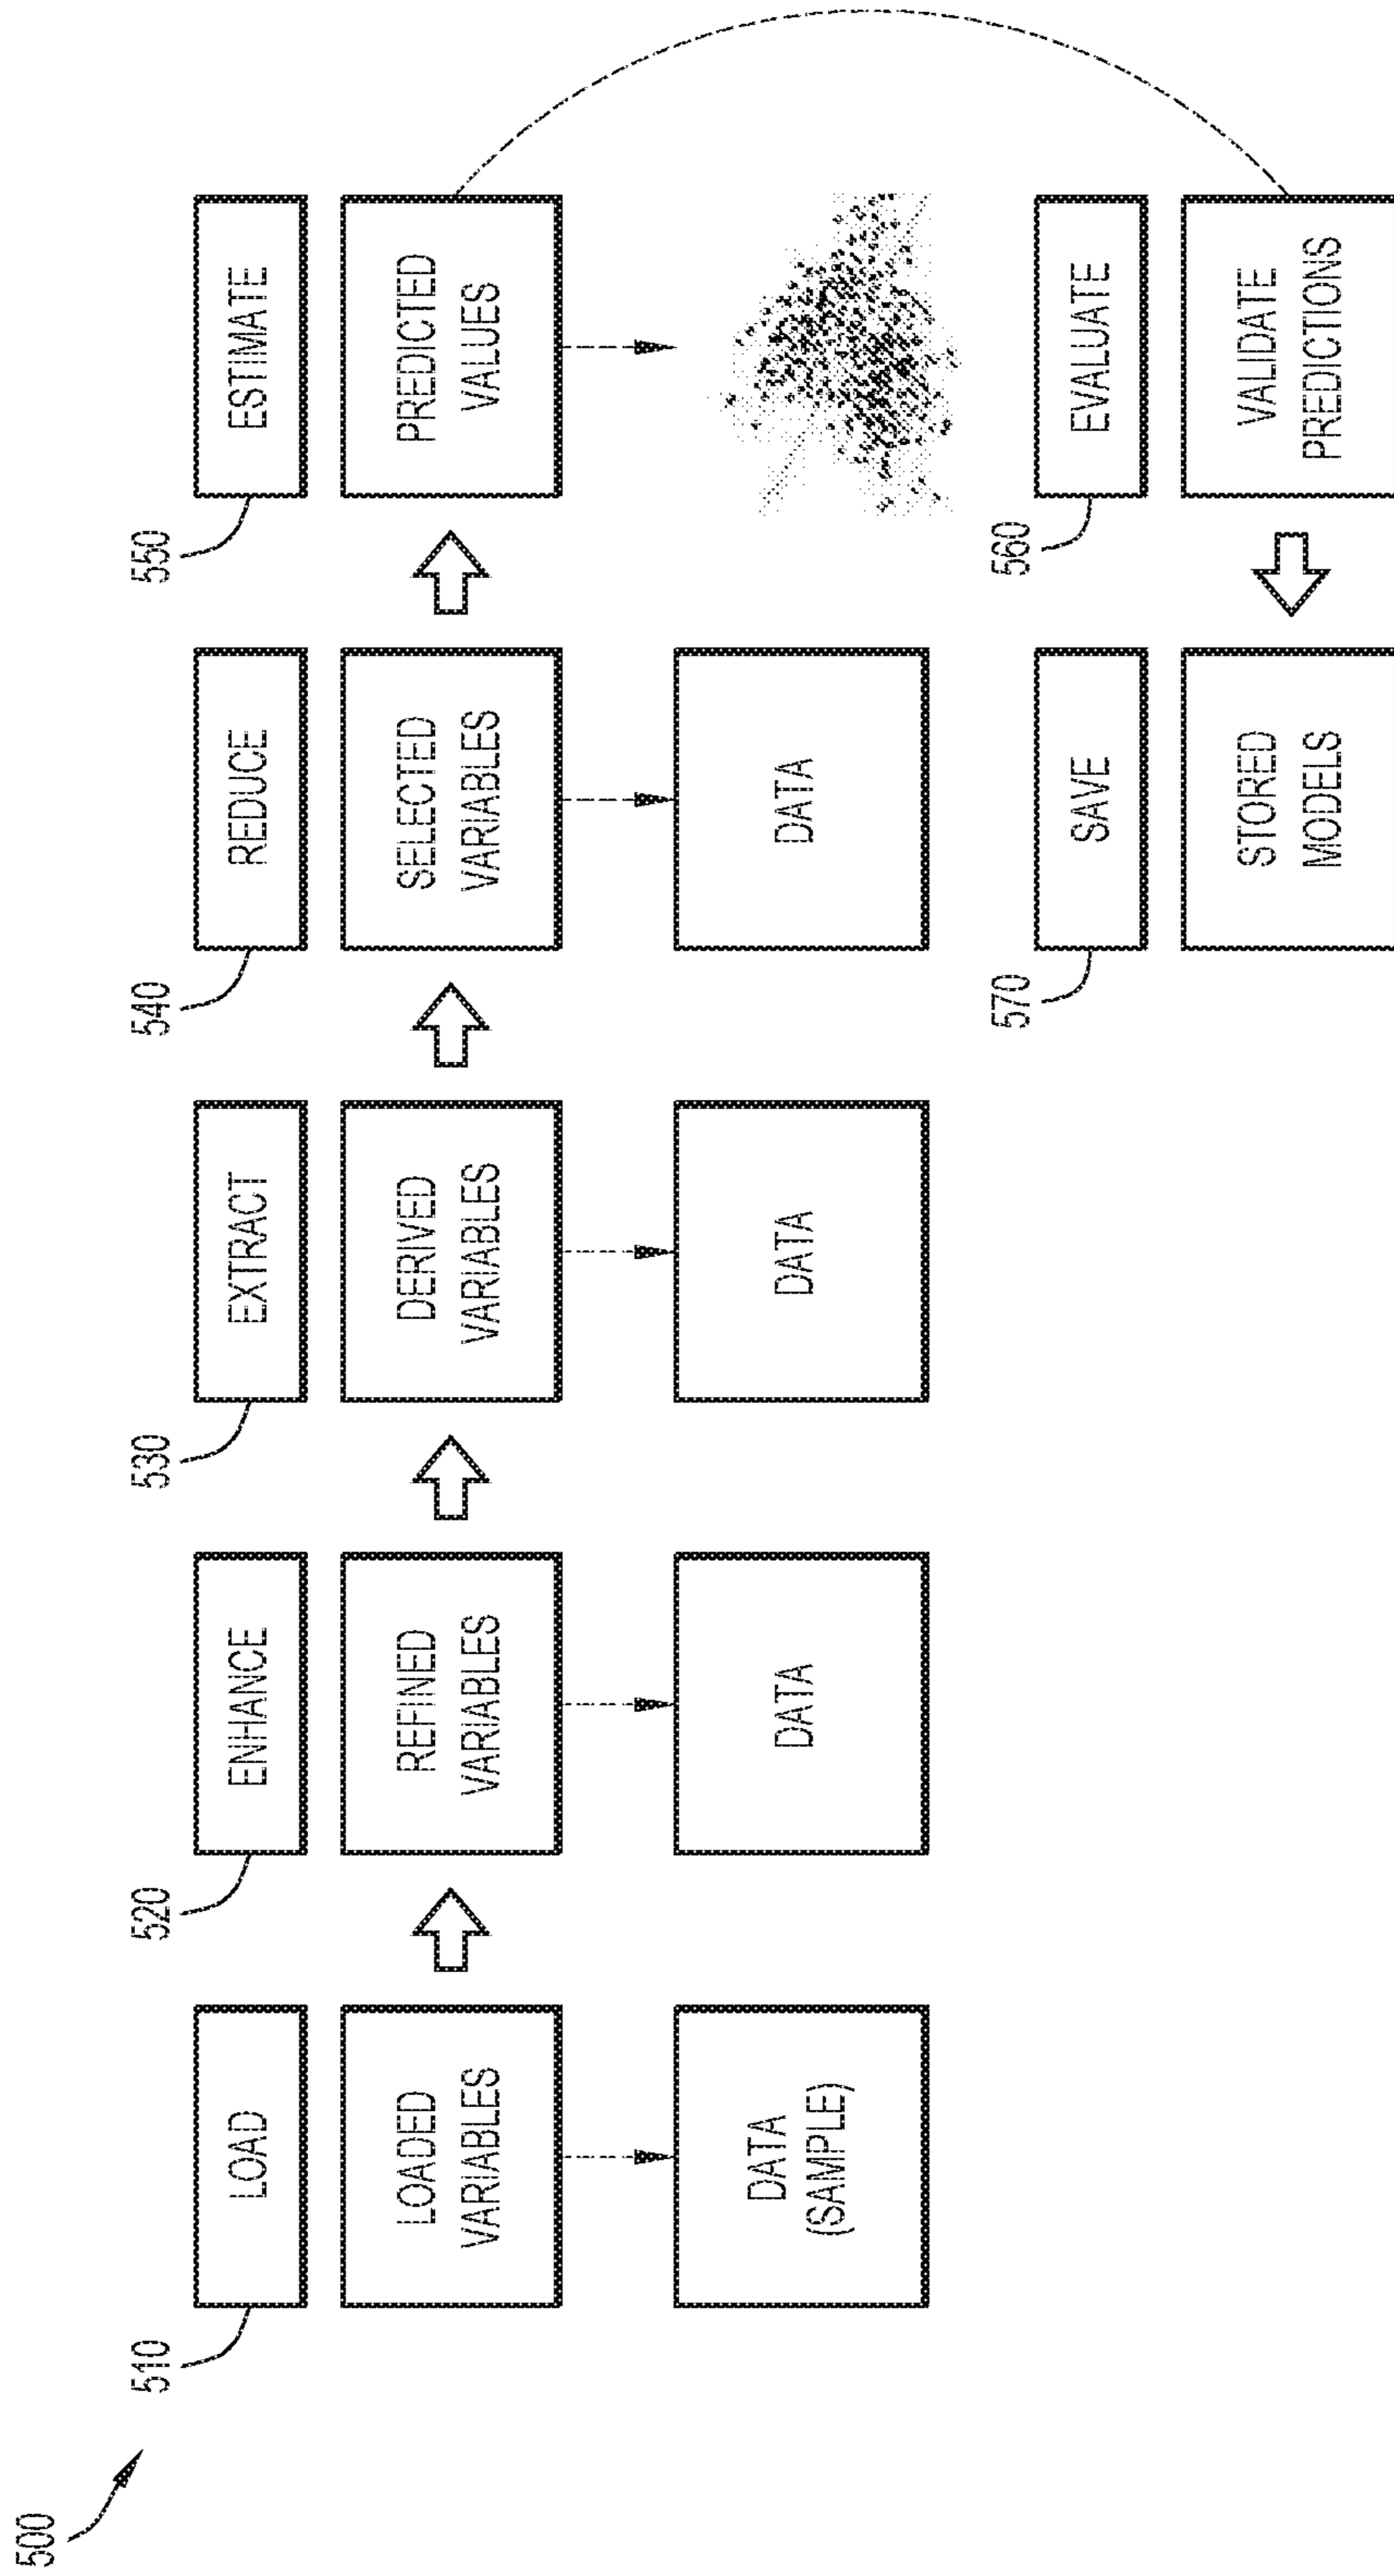 500
510
LOAD
LOADED
VARIABLES
DATA
(SAMPLE)
520
ENHANCE
REFINED
VARIABLES
DATA
530
EXTRACT
DERIVED
VARIABLES
DATA
540
REDUCE
SELECTED
VARIABLES
DATA
550
ESTIMATE
PREDICTED
VALUES
560
EVALUATE
VALIDATE
PREDICTIONS
570
SAVE
STORED
MODELS